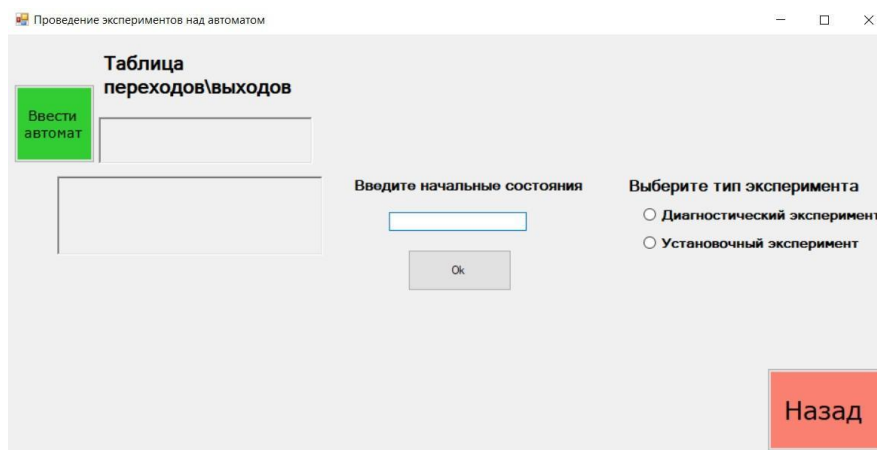 Проведение экспериментов над автоматом
Таблица
переходов\выходов
Ввести
автомат
Введите начальные состояния
Ok
Выберите тип эксперимента
Диагностический эксперимент
Установочный эксперимент
Назад